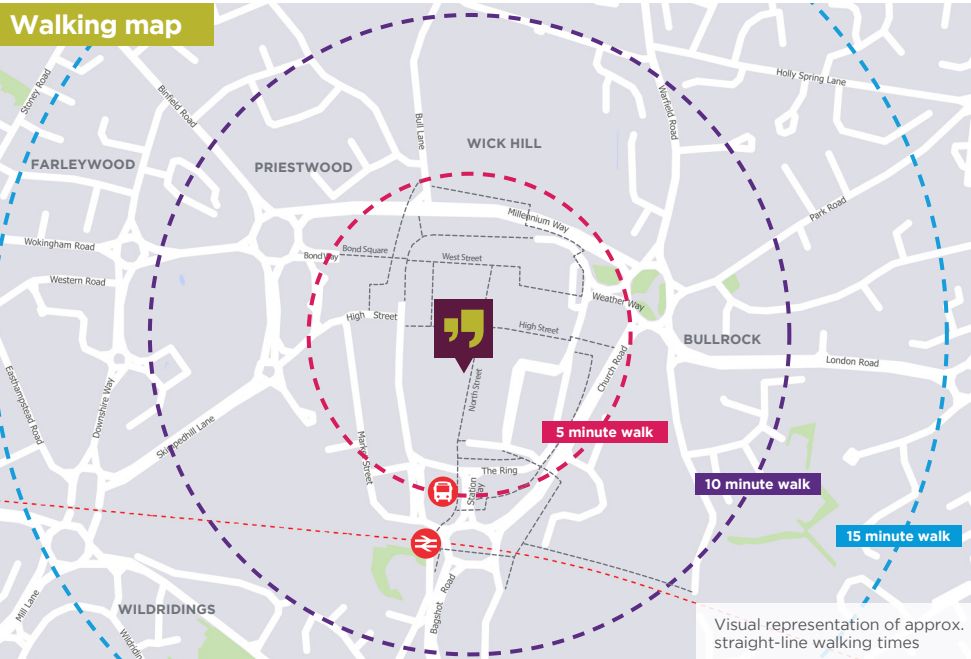 Walking map
Stoney Road
Binfield Road
Bull Lane
WICK HILL
Warfield Road
Holly Spring Lane
FARLEYWOOD
PRIESTWOOD
Millennium Way
Park Road
Wokingham Road
Bond Way
Bond Square
West Street
Western Road
Weather Way
High Street
High Street
BULLROCK
London Road
Church Road
North Street
Easthampstead Road
Downshire Way
Skimpedhill Lane
Market Street
5 minute walk
The Ring
Station Way
10 minute walk
15 minute walk
Mill Lane
WILDRIDINGS
Bagshot Road
Visual representation of approx.
straight-line walking times